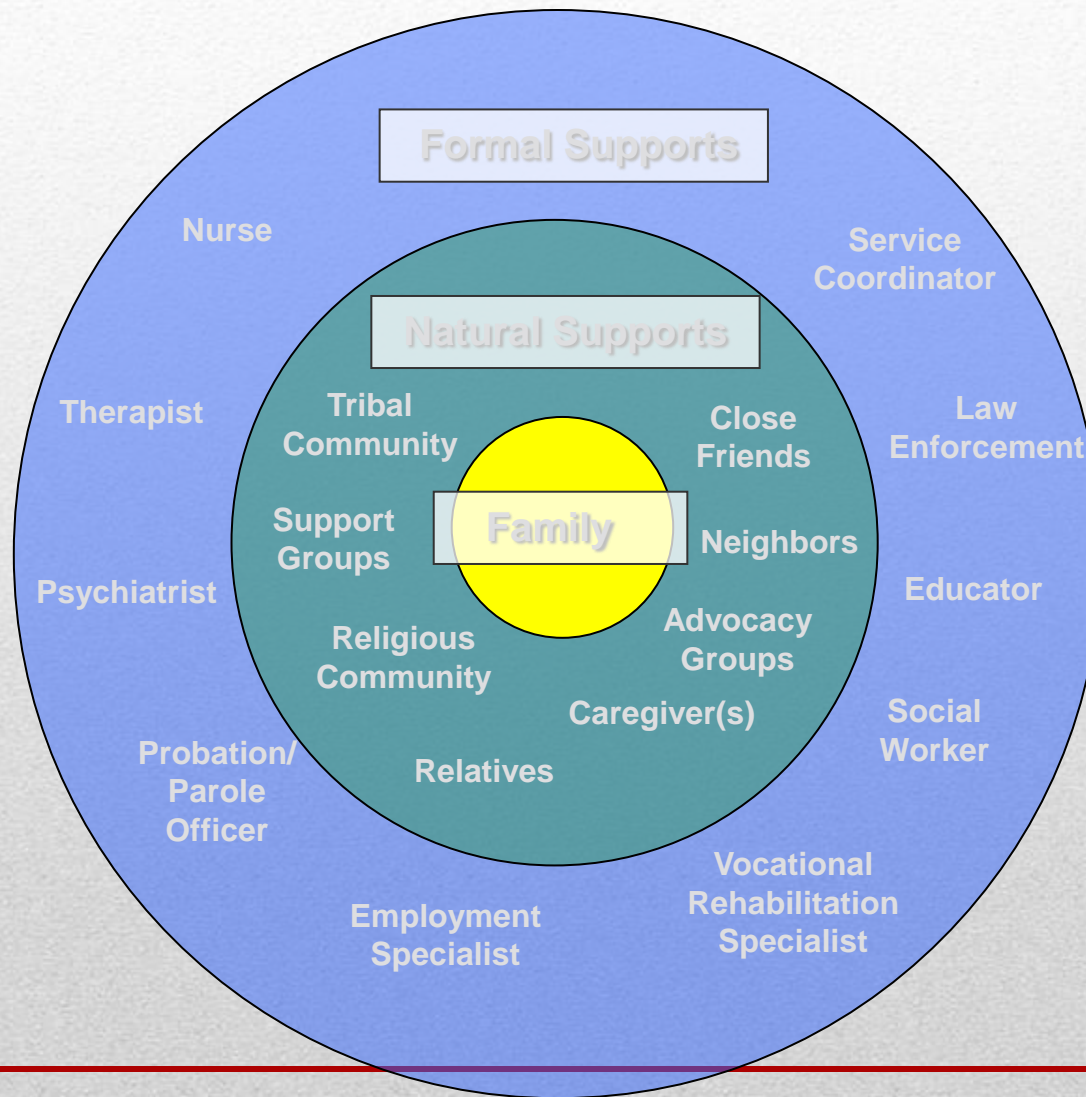 Formal Supports
Nurse
Service
Coordinator
Natural Supports
Therapist
Tribal
Community
Close
Friends
Law
Enforcement
Support
Groups
Family
Neighbors
Psychiatrist
Educator
Religious
Community
Advocacy
Groups
Caregiver(s)
Social
Worker
Probation/
Parole
Officer
Relatives
Vocational
Rehabilitation
Specialist
Employment
Specialist